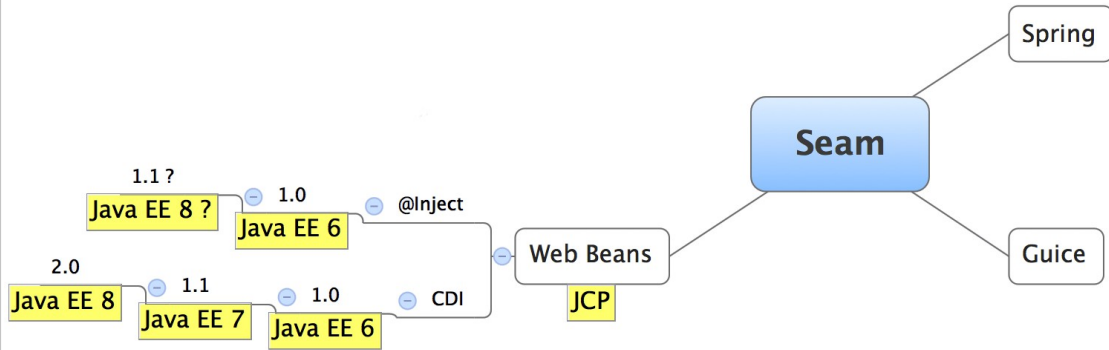 Spring
Seam
1.1 ?
Java EE 8 ?
1.0
Java EE 6
@Inject
Web Beans
JCP
Guice
2.0
Java EE 8
1.1
Java EE 7
1.0
Java EE 6
CDI